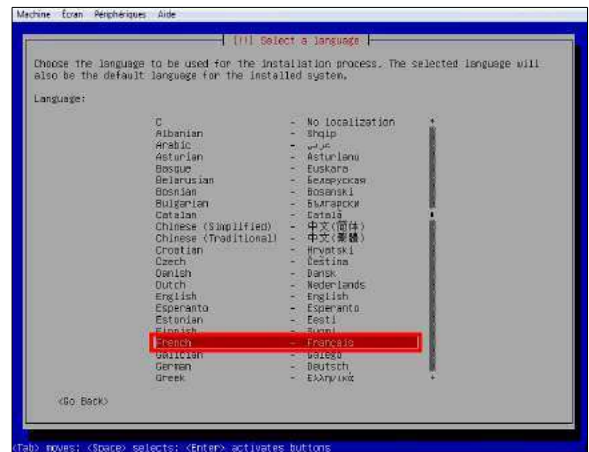 Machine Écran Périphériques Aide
[!!] Select a language
Choose the language to be used for the installation process. The selected language will
also be the default language for the installed system.
Language:
C - No localization
Albanian - Shqip
Arabic - عربي
Asturian - Asturianu
Basque - Euskara
Belarusian - Беларуская
Bosnian - Bosanski
Bulgarian - Български
Catalan - Català
Chinese (Simplified) - 中文(简体)
Chinese (Traditional) - 中文(繁體)
Croatian - Hrvatski
Czech - Čeština
Danish - Dansk
Dutch - Nederlands
English - English
Esperanto - Esperanto
Estonian - Eesti
Finnish - Suomi
French - Français
Galician - Galego
German - Deutsch
Greek - Ελληνικά
<Go Back>
<Tab> moves; <Space> selects; <Enter> activates buttons